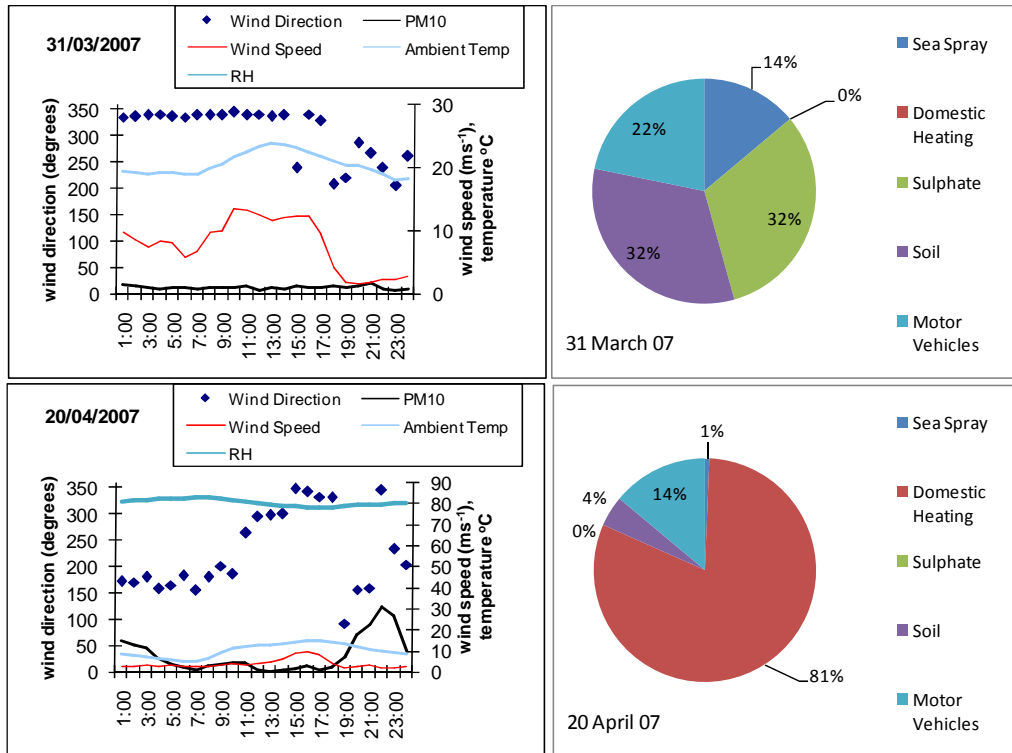 31/03/2007
Wind Direction
PM10
Wind Speed
Ambient Temp
RH
wind direction (degrees)
350
300
250
200
150
100
50
0
30
20
10
0
wind speed (ms⁻¹),
temperature ºC
1:00
3:00
5:00
7:00
9:00
11:00
13:00
15:00
17:00
19:00
21:00
23:00
14%
0%
32%
32%
22%
Sea Spray
Domestic
Heating
Sulphate
Soil
Motor
Vehicles
31 March 07
20/04/2007
Wind Direction
PM10
Wind Speed
Ambient Temp
RH
wind direction (degrees)
350
300
250
200
150
100
50
0
90
80
70
60
50
40
30
20
10
0
wind speed (ms⁻¹),
temperature ºC
1:00
3:00
5:00
7:00
9:00
11:00
13:00
15:00
17:00
19:00
21:00
23:00
1%
81%
0%
4%
14%
Sea Spray
Domestic
Heating
Sulphate
Soil
Motor
Vehicles
20 April 07